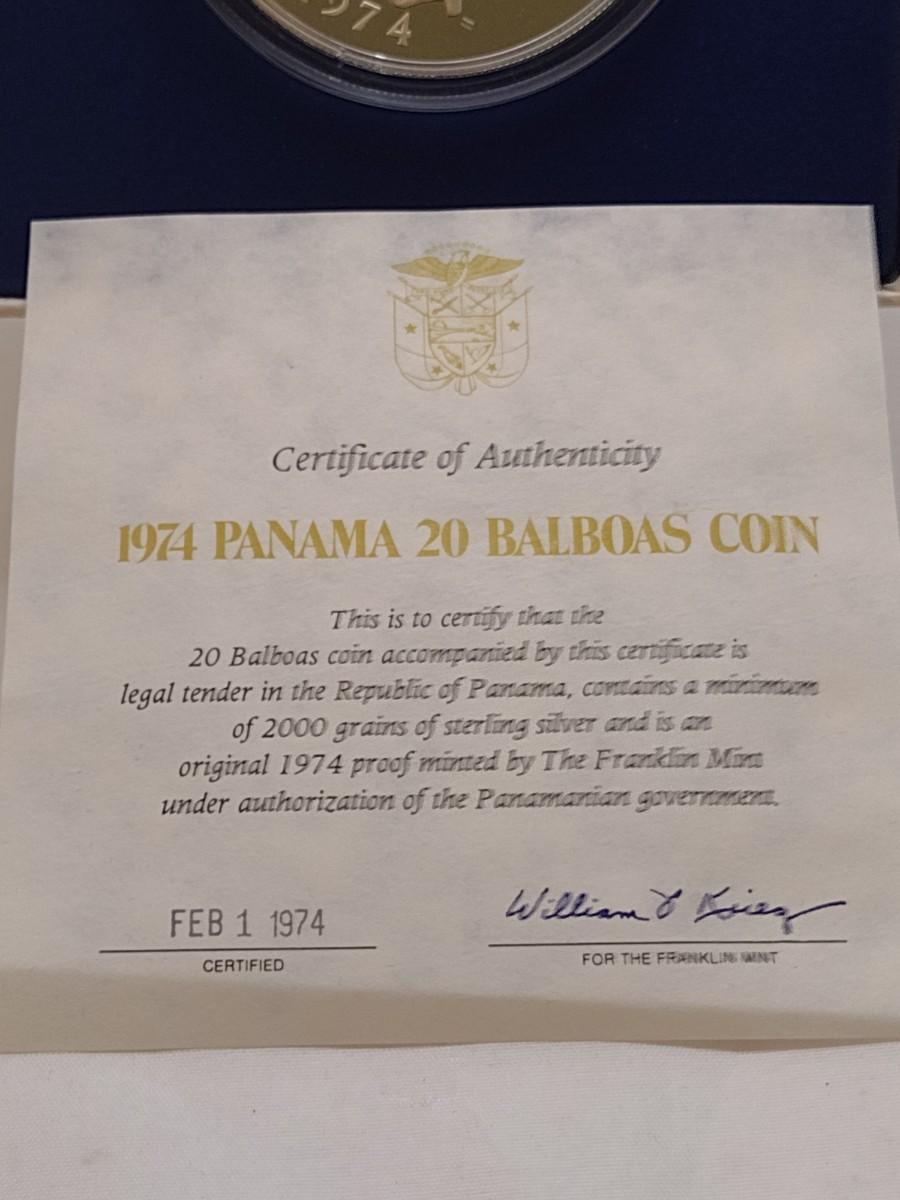 1974
Certificate of Authenticity
1974 PANAMA 20 BALBOAS COIN
This is to certify that the
20 Balboas coin accompanied by this certificate is
legal tender in the Republic of Panama, contains a minimum
of 2000 grains of sterling silver and is an
original 1974 proof minted by The Franklin Mint
under authorization of the Panamanian government.
FEB 1 1974
CERTIFIED
William
FOR THE FRANKLIN MINT